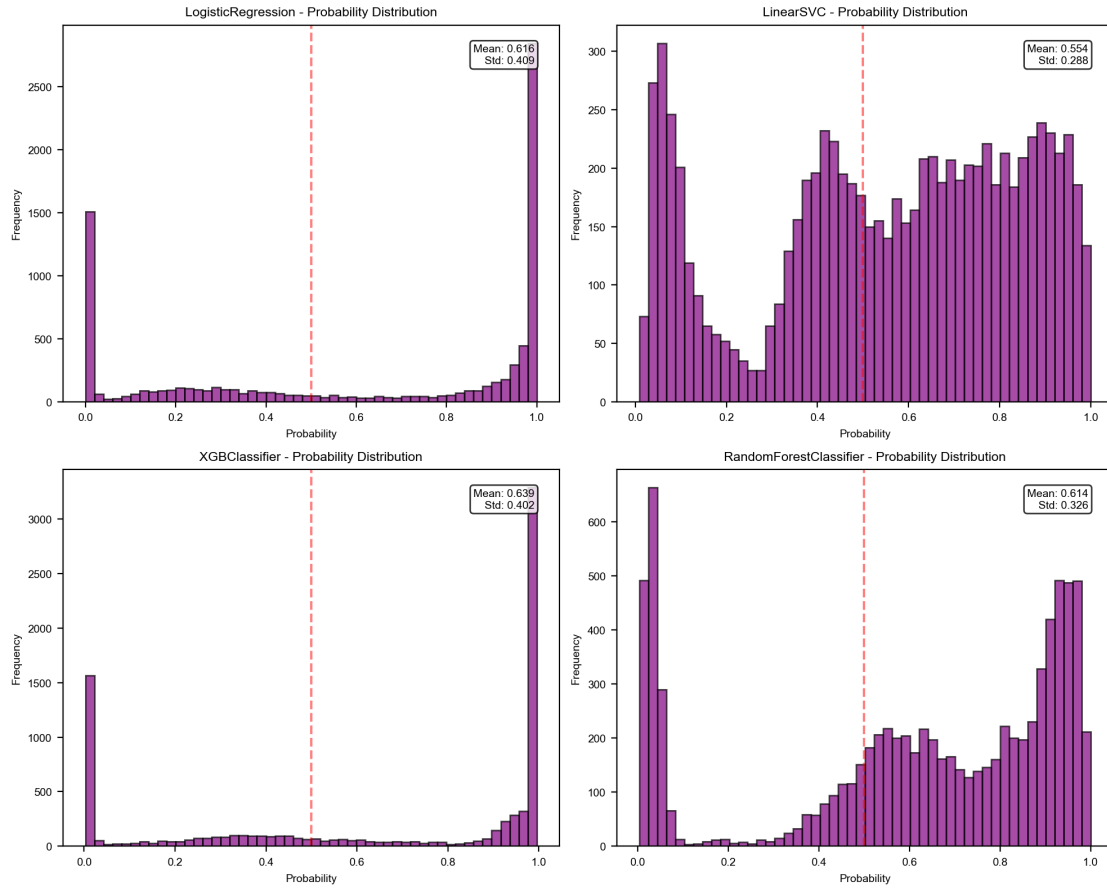 LogisticRegression - Probability Distribution
Mean: 0.616
Std: 0.409
2500
2000
1500
1000
500
0
Frequency
0.0 0.2 0.4 0.6 0.8 1.0
Probability
LinearSVC - Probability Distribution
Mean: 0.554
Std: 0.288
300
250
200
150
100
50
0
Frequency
0.0 0.2 0.4 0.6 0.8 1.0
Probability
XGBClassifier - Probability Distribution
Mean: 0.639
Std: 0.402
3000
2500
2000
1500
1000
500
0
Frequency
0.0 0.2 0.4 0.6 0.8 1.0
Probability
RandomForestClassifier - Probability Distribution
Mean: 0.614
Std: 0.326
600
500
400
300
200
100
0
Frequency
0.0 0.2 0.4 0.6 0.8 1.0
Probability